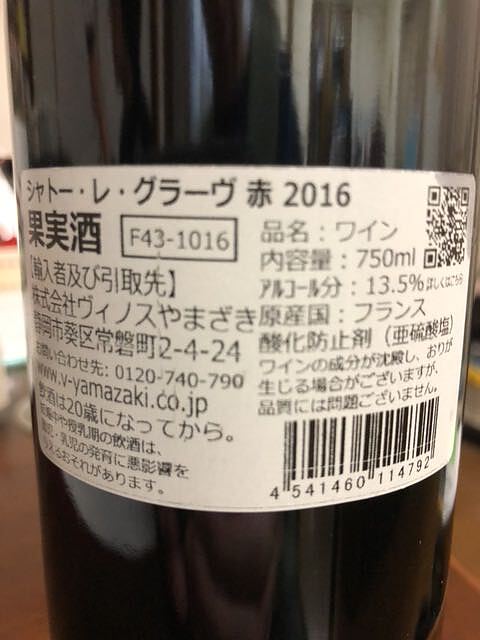 シャトー・レ・グラーヴ 赤 2016
果実酒 F43-1016
【輸入者及び引取先】
株式会社ヴィノスやまざき
静岡市葵区常磐町2-4-24
お問い合わせ先: 0120-740-790
www.v-yamazaki.co.jp
飲酒は20歳になってから。
妊娠中や授乳期の飲酒は、
胎児・乳児の発育に悪影響を
与えるおそれがあります。
品名：ワイン
内容量：750ml
アルコール分：13.5%
詳しくはこちら
原産国：フランス
酸化防止剤（亜硫酸塩）
ワインの成分が沈殿し、おりが
生じる場合がございますが、
品質には問題ございません。
4 541460 114792